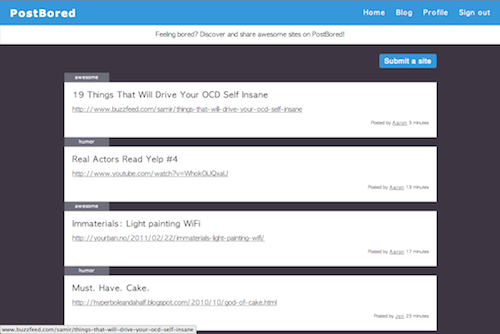 PostBored
Home Blog Profile Sign out
Feeling bored? Discover and share awesome sites on PostBored!
Submit a site
awesome
19 Things That Will Drive Your OCD Self Insane
http://www.buzzfeed.com/samir/things-that-will-drive-your-ocd-self-insane
Posted by Aaron 3 minutes
humor
Real Actors Read Yelp #4
http://www.youtube.com/watch?v=
Posted by Aaron 13 minutes
awesome
Immaterials: Light painting WiFi
http://yourban.no/2011/02/22/immaterials-light-painting-wifi/
Posted by Aaron 17 minutes
humor
Must. Have. Cake.
http://hyperboleandahalf.blogspot.com/2010/10/god-of-cake.html
Posted by Jen 23 minutes
www.buzzfeed.com/samir/things-that-will-drive-your-ocd-self-insane